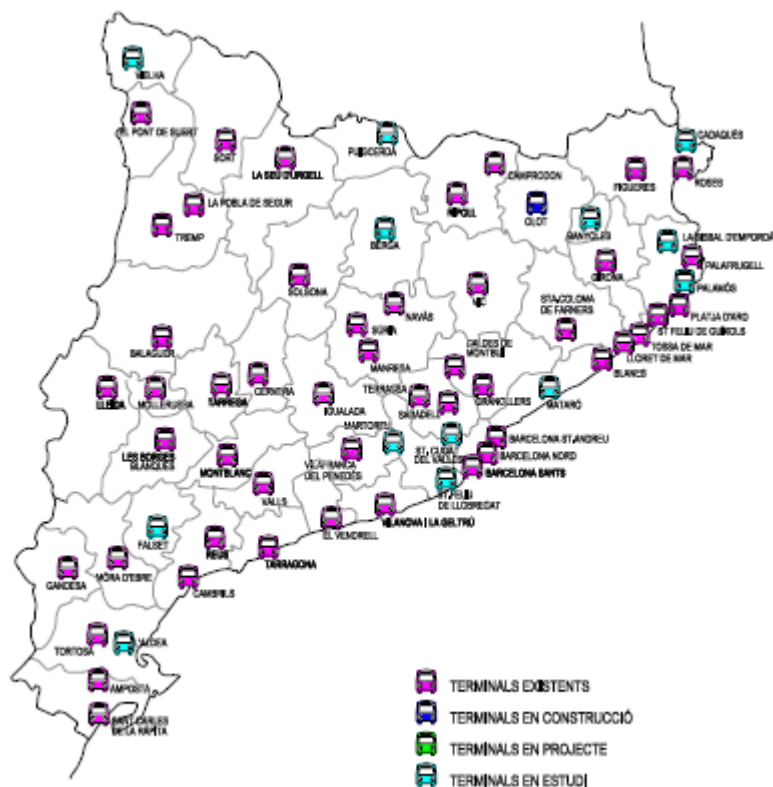 VIELHA
EL PONT DE SUERT
SORT
LA SEU D'URGELL
PUIGCERDÀ
CADAQUÉS
ROSES
FIGUERES
CAMPRODON
RIPOLL
OLOT
BANYOLES
LA POBLA DE SEGUR
TREMP
BERGA
LA BISBAL D'EMPORDÀ
PALAFRUGELL
GIRONA
PALAMÓS
SOLSONA
VIC
NAVÀS
STA.COLOMA
DE FARNERS
PLATJA D'ARO
ST FELIU DE GUIXOLS
TOSSA DE MAR
LLORET DE MAR
BLANES
SÚRIA
BALAGUER
MANRESA
CALDES DE
MONTBUI
GRANOLLERS
MATARÓ
LLEIDA
MOLLERUSSA
TÀRREGA
CERVERA
IGUALADA
TERRASSA
SABADELL
MARTORELL
LES BORGES
BLANQUES
MONTBLANC
VILAFRANCA
DEL PENEDÈS
ST. CUGAT
DEL VALLÈS
BARCELONA-ST.ANDREU
BARCELONA NORD
BARCELONA SANTS
ST. FELIU
DE LLOBREGAT
VALLS
VILANOVA I LA GELTRÚ
EL VENDRELL
FALSET
REUS
TARRAGONA
GANDESA
MÓRA D'EBRE
CAMBRILS
TORTOSA
L'ALDEA
AMPOSTA
SANT CARLES
DE LA RÀPITA
TERMINALS EXISTENTS
TERMINALS EN CONSTRUCCIÓ
TERMINALS EN PROJECTE
TERMINALS EN ESTUDI